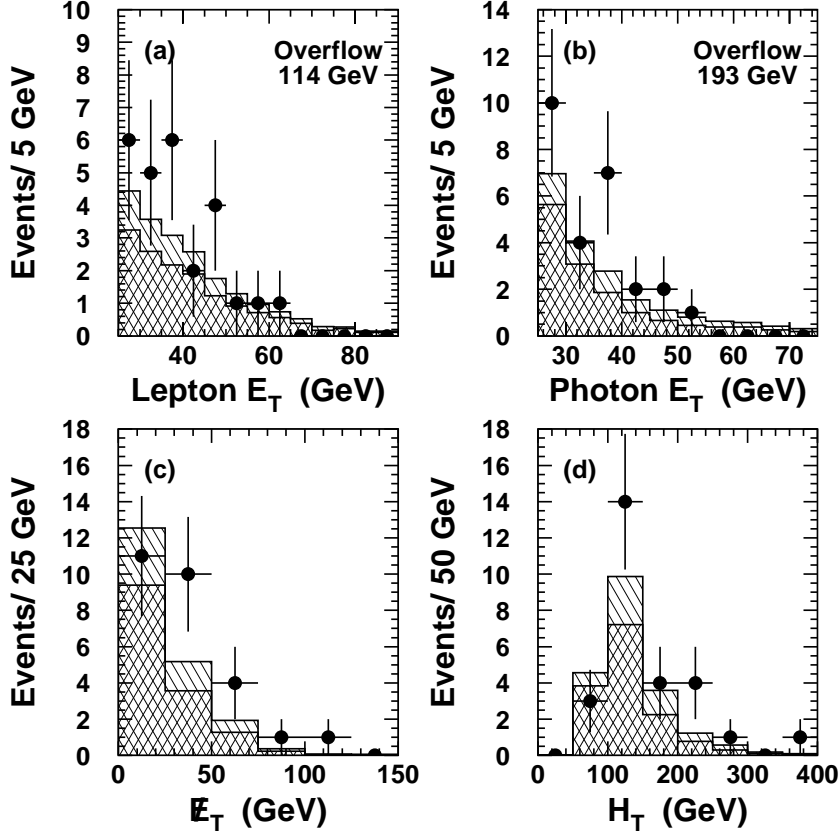 Events/ 5 GeV
10
9
8
7
6
5
4
3
2
1
0
(a)
Overflow
114 GeV
40 60 80
Lepton E_T (GeV)
Events/ 5 GeV
14
12
10
8
6
4
2
0
(b)
Overflow
193 GeV
30 40 50 60 70
Photon E_T (GeV)
Events/ 25 GeV
18
16
14
12
10
8
6
4
2
0
(c)
0 50 100 150
E̸_T (GeV)
Events/ 50 GeV
18
16
14
12
10
8
6
4
2
0
(d)
0 100 200 300 400
H_T (GeV)